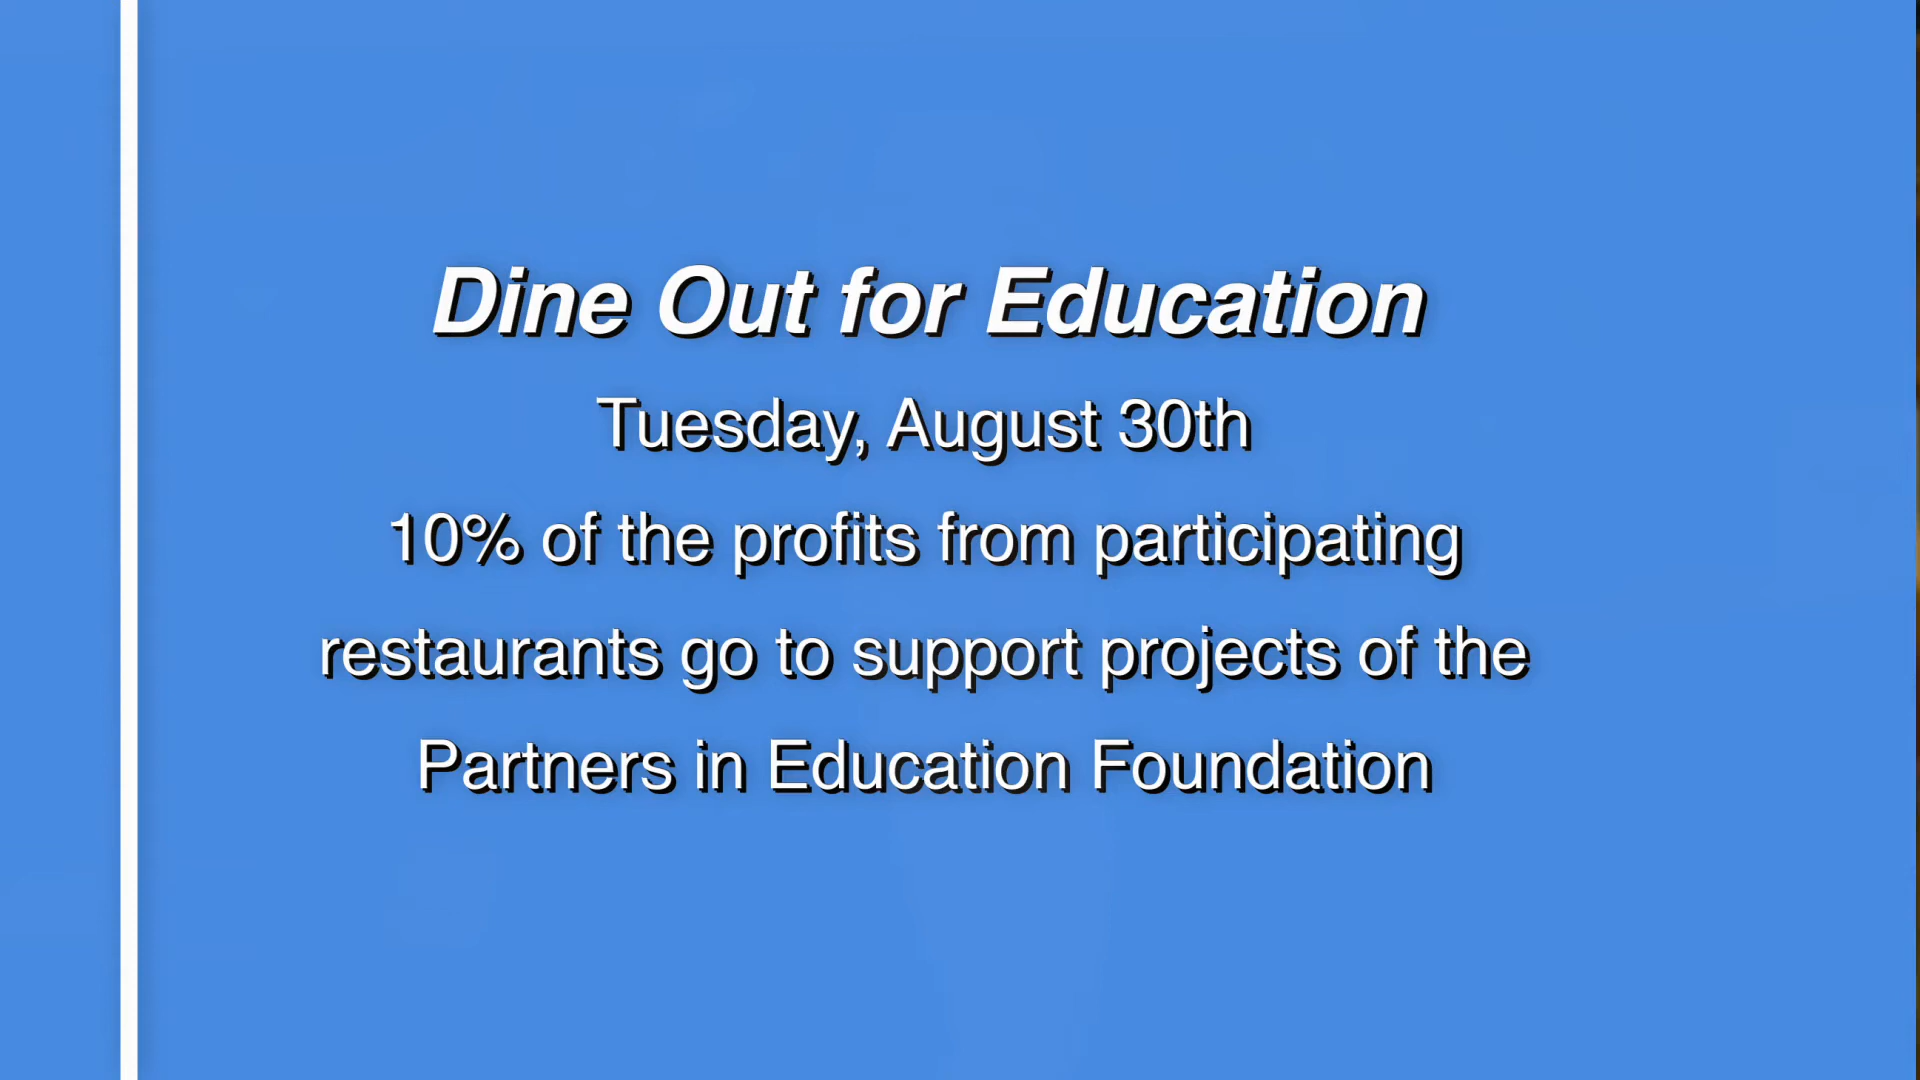 Dine Out for Education
Tuesday, August 30th
10% of the profits from participating
restaurants go to support projects of the
Partners in Education Foundation